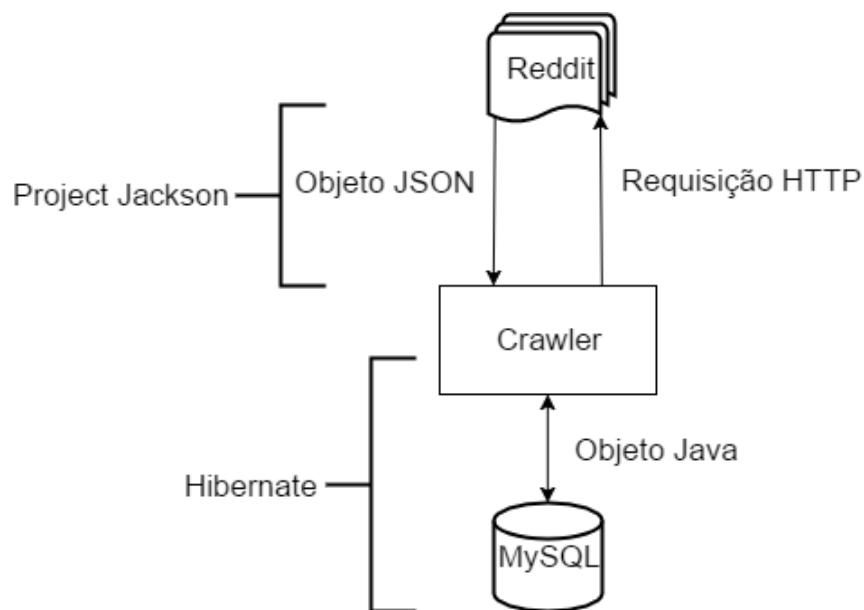 Reddit
Project Jackson
Objeto JSON
Requisição HTTP
Crawler
Objeto Java
Hibernate
MySQL